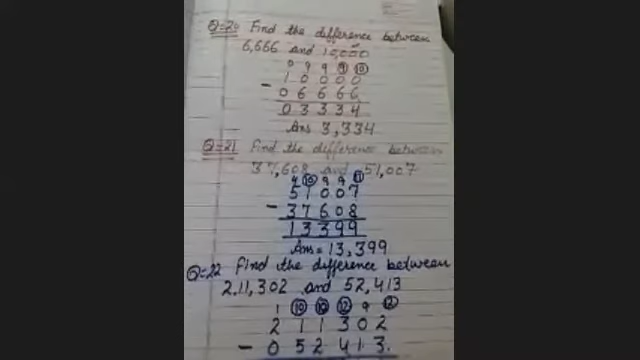 Q=20 Find the difference between
6,666 and 10,000
0 9 9 9 10
1 0 0 0 0
- 0 6 6 6 6
0 3 3 3 4
Ans 3,334
Q=21 Find the difference between
37,608 and 51,007
4 10 9 9
5 1 0 0 7
- 3 7 6 0 8
1 3 3 9 9
Ans = 13,399
Q=22 Find the difference between
2,11,302 and 52,413
1 10 10 12 9 12
2 1 1 3 0 2
- 0 5 2 4 1 3